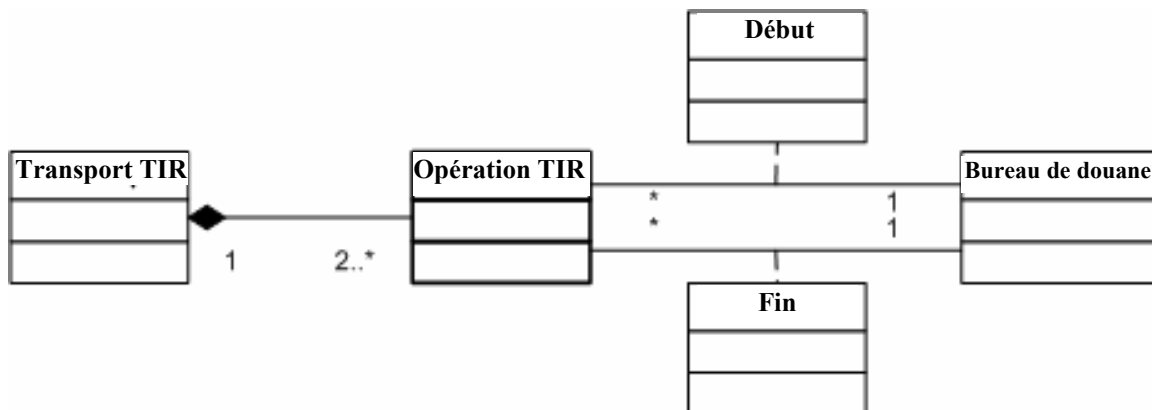 Début
Transport TIR
Opération TIR
Bureau de douane
* 1
* 1
1 2..*
Fin